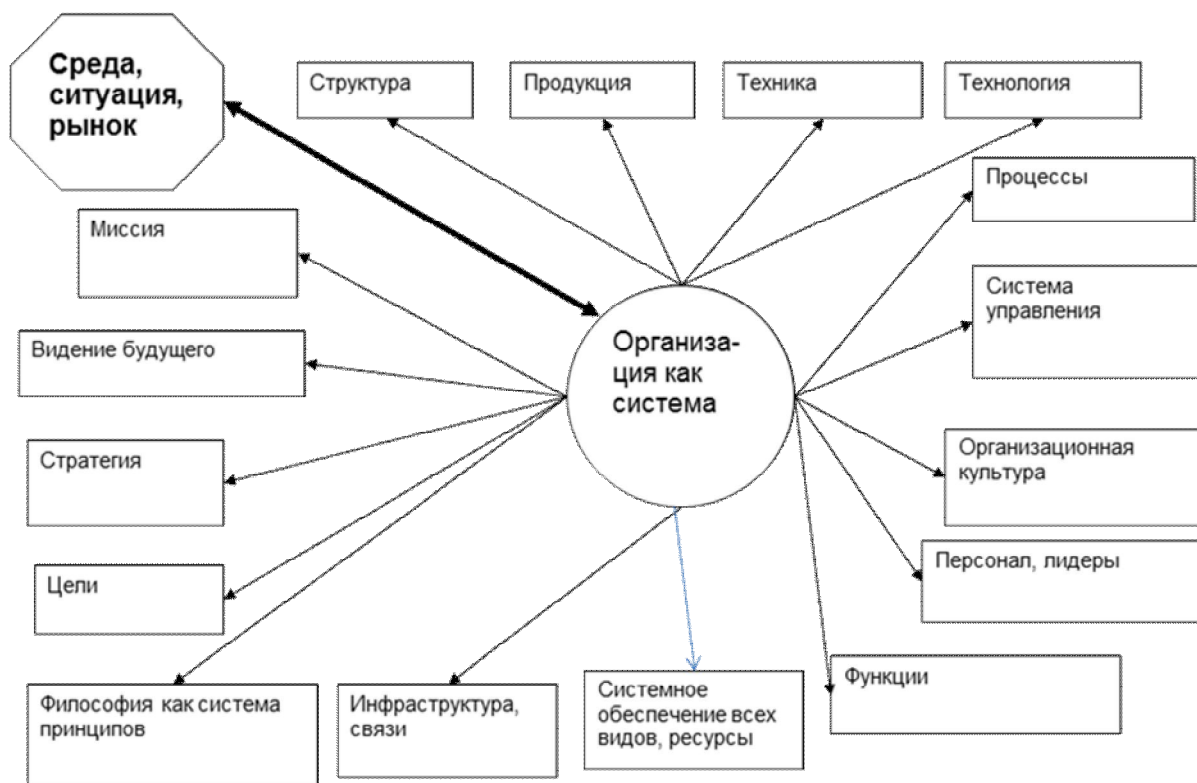 Среда,
ситуация,
рынок
Структура
Продукция
Техника
Технология
Процессы
Миссия
Система
управления
Видение будущего
Организа-
ция как
система
Стратегия
Организационная
культура
Цели
Персонал, лидеры
Философия как система
принципов
Инфраструктура,
связи
Системное
обеспечение всех
видов, ресурсы
Функции